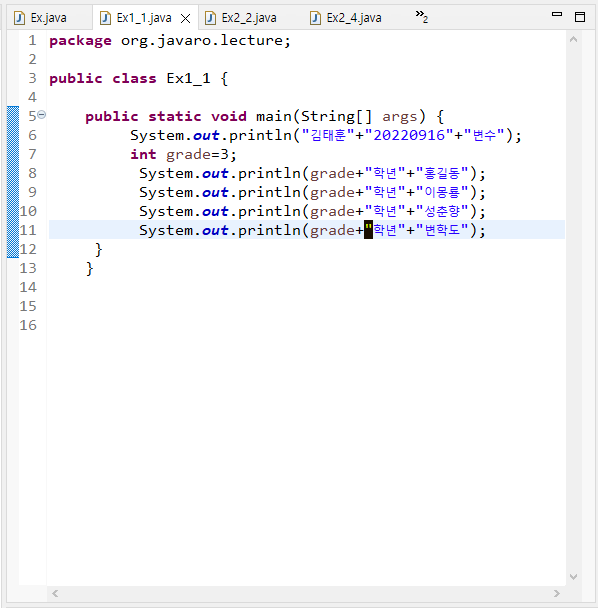 Ex.java Ex1_1.java Ex2_2.java Ex2_4.java »2
1 package org.javaro.lecture;
2
3 public class Ex1_1 {
4
5 public static void main(String[] args) {
6 System.out.println("김태훈"+"20220916"+"변수");
7 int grade=3;
8 System.out.println(grade+"학년"+"홍길동");
9 System.out.println(grade+"학년"+"이몽룡");
10 System.out.println(grade+"학년"+"성춘향");
11 System.out.println(grade+"학년"+"변학도");
12 }
13 }
14
15
16